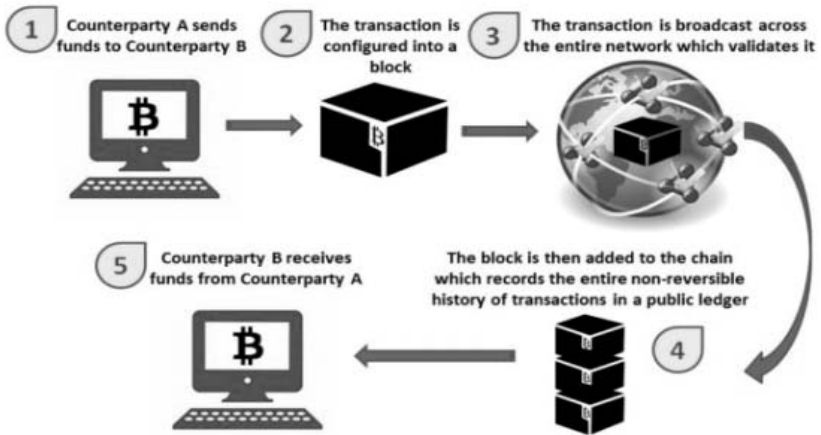 1
Counterparty A sends
funds to Counterparty B
2
The transaction is
configured into a
block
3
The transaction is broadcast across
the entire network which validates it
5
Counterparty B receives
funds from Counterparty A
The block is then added to the chain
which records the entire non-reversible
history of transactions in a public ledger
4